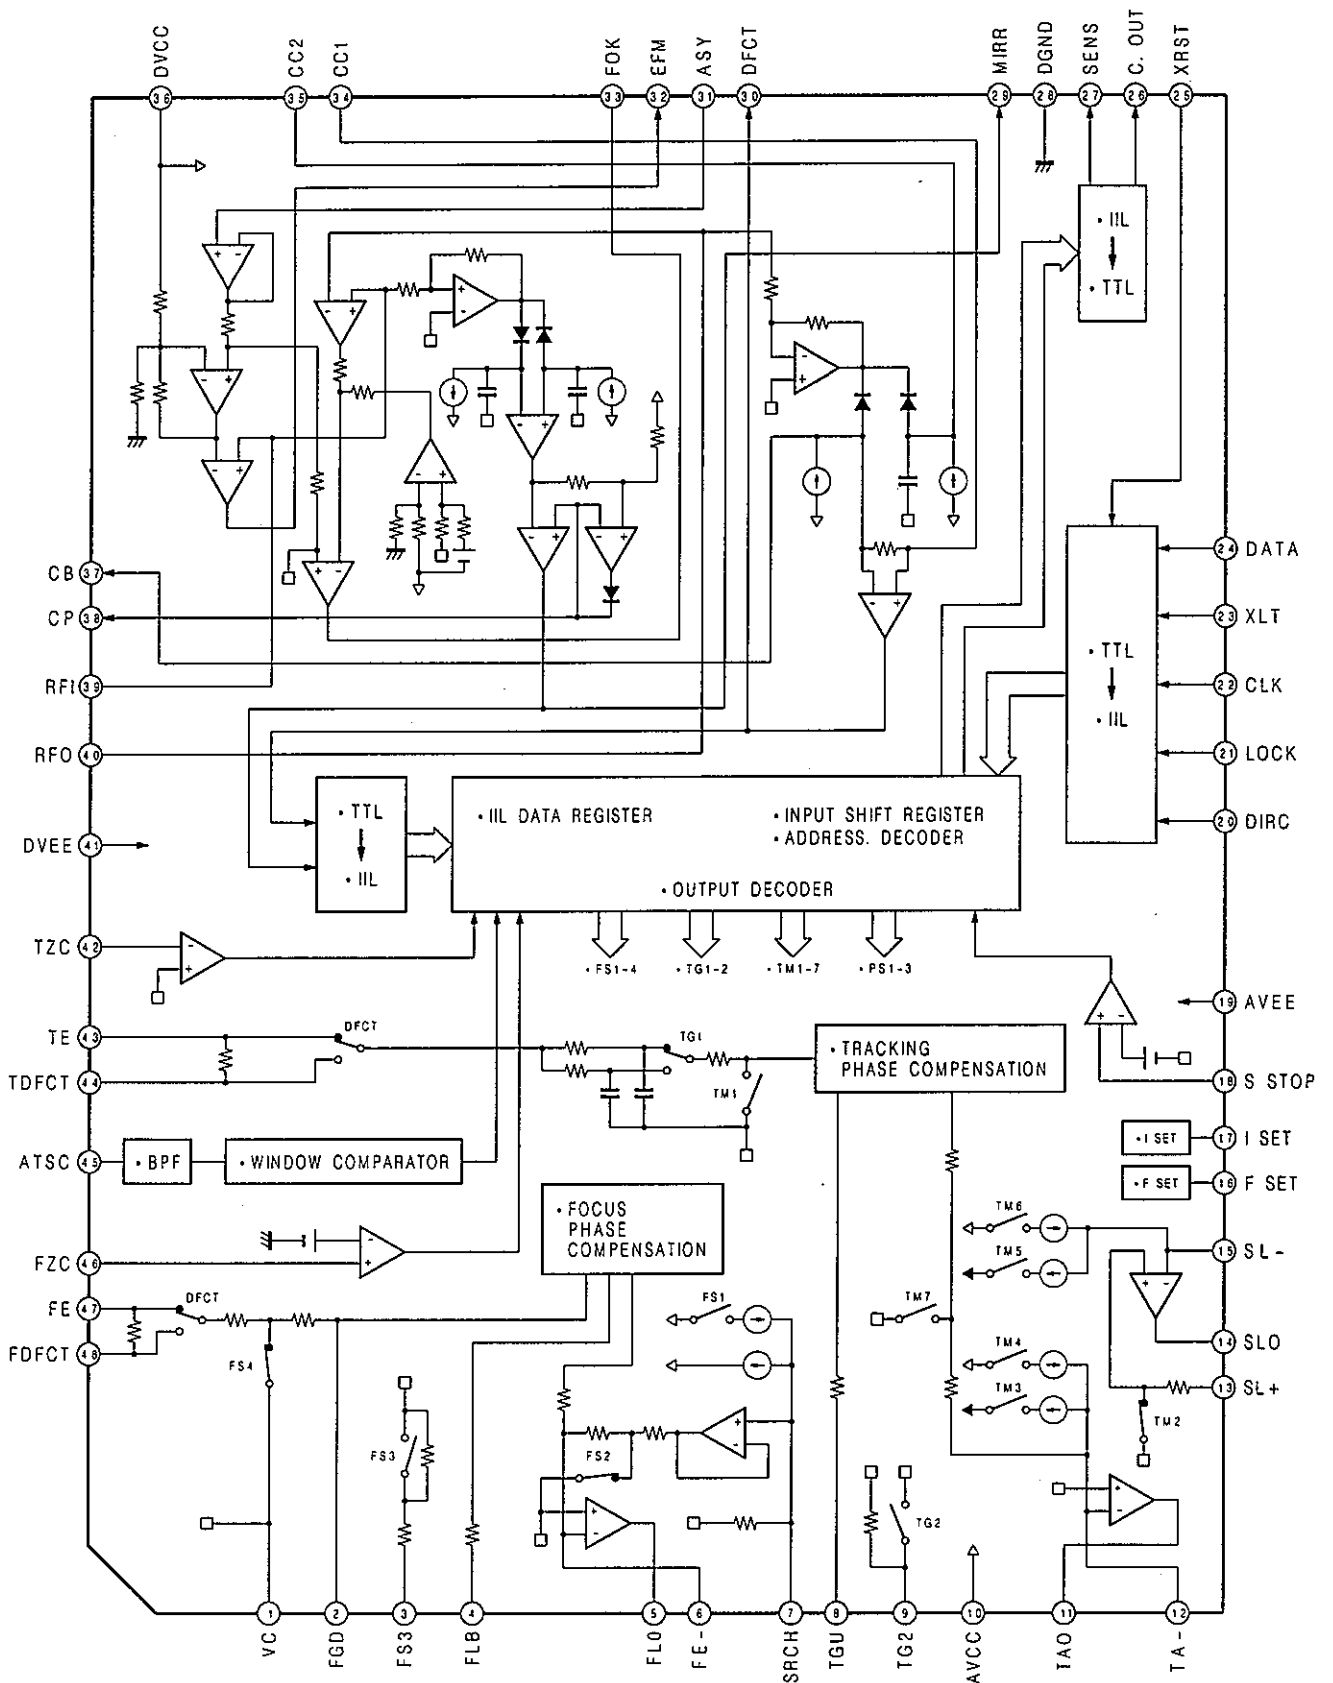 DVCC
CC2
CC1
FOK
EFM
ASY
DFCT
MIRR
DGND
SENS
C. OUT
XRST
36
35
34
33
32
31
30
29
28
27
26
25
• IIL
• TTL
CB 37
CP 38
RFI 39
RFO 40
DVEE 41
TZC 42
TE 43
TDFCT 44
ATSC 45
FZC 46
FE 47
FDFCT 48
24 DATA
23 XLT
22 CLK
21 LOCK
20 DIRC
19 AVEE
18 S STOP
17 I SET
16 F SET
15 SL-
14 SLO
13 SL+
• TTL
• IIL
• TTL
• IIL
• IIL DATA REGISTER
• INPUT SHIFT REGISTER
• ADDRESS. DECODER
• OUTPUT DECODER
• FS1-4
• TG1-2
• TM1-7
• PS1-3
DFCT
TG1
TM1
• TRACKING
PHASE COMPENSATION
• BPF
• WINDOW COMPARATOR
• I SET
• F SET
• FOCUS
PHASE
COMPENSATION
TM6
TM5
DFCT
FS1
TM7
FS4
TM4
TM3
TM2
FS3
FS2
TG2
1
2
3
4
5
6
7
8
9
10
11
12
VC
FGD
FS3
FLB
FLO
FE-
SRCH
TGU
TG2
AVCC
TAO
TA-